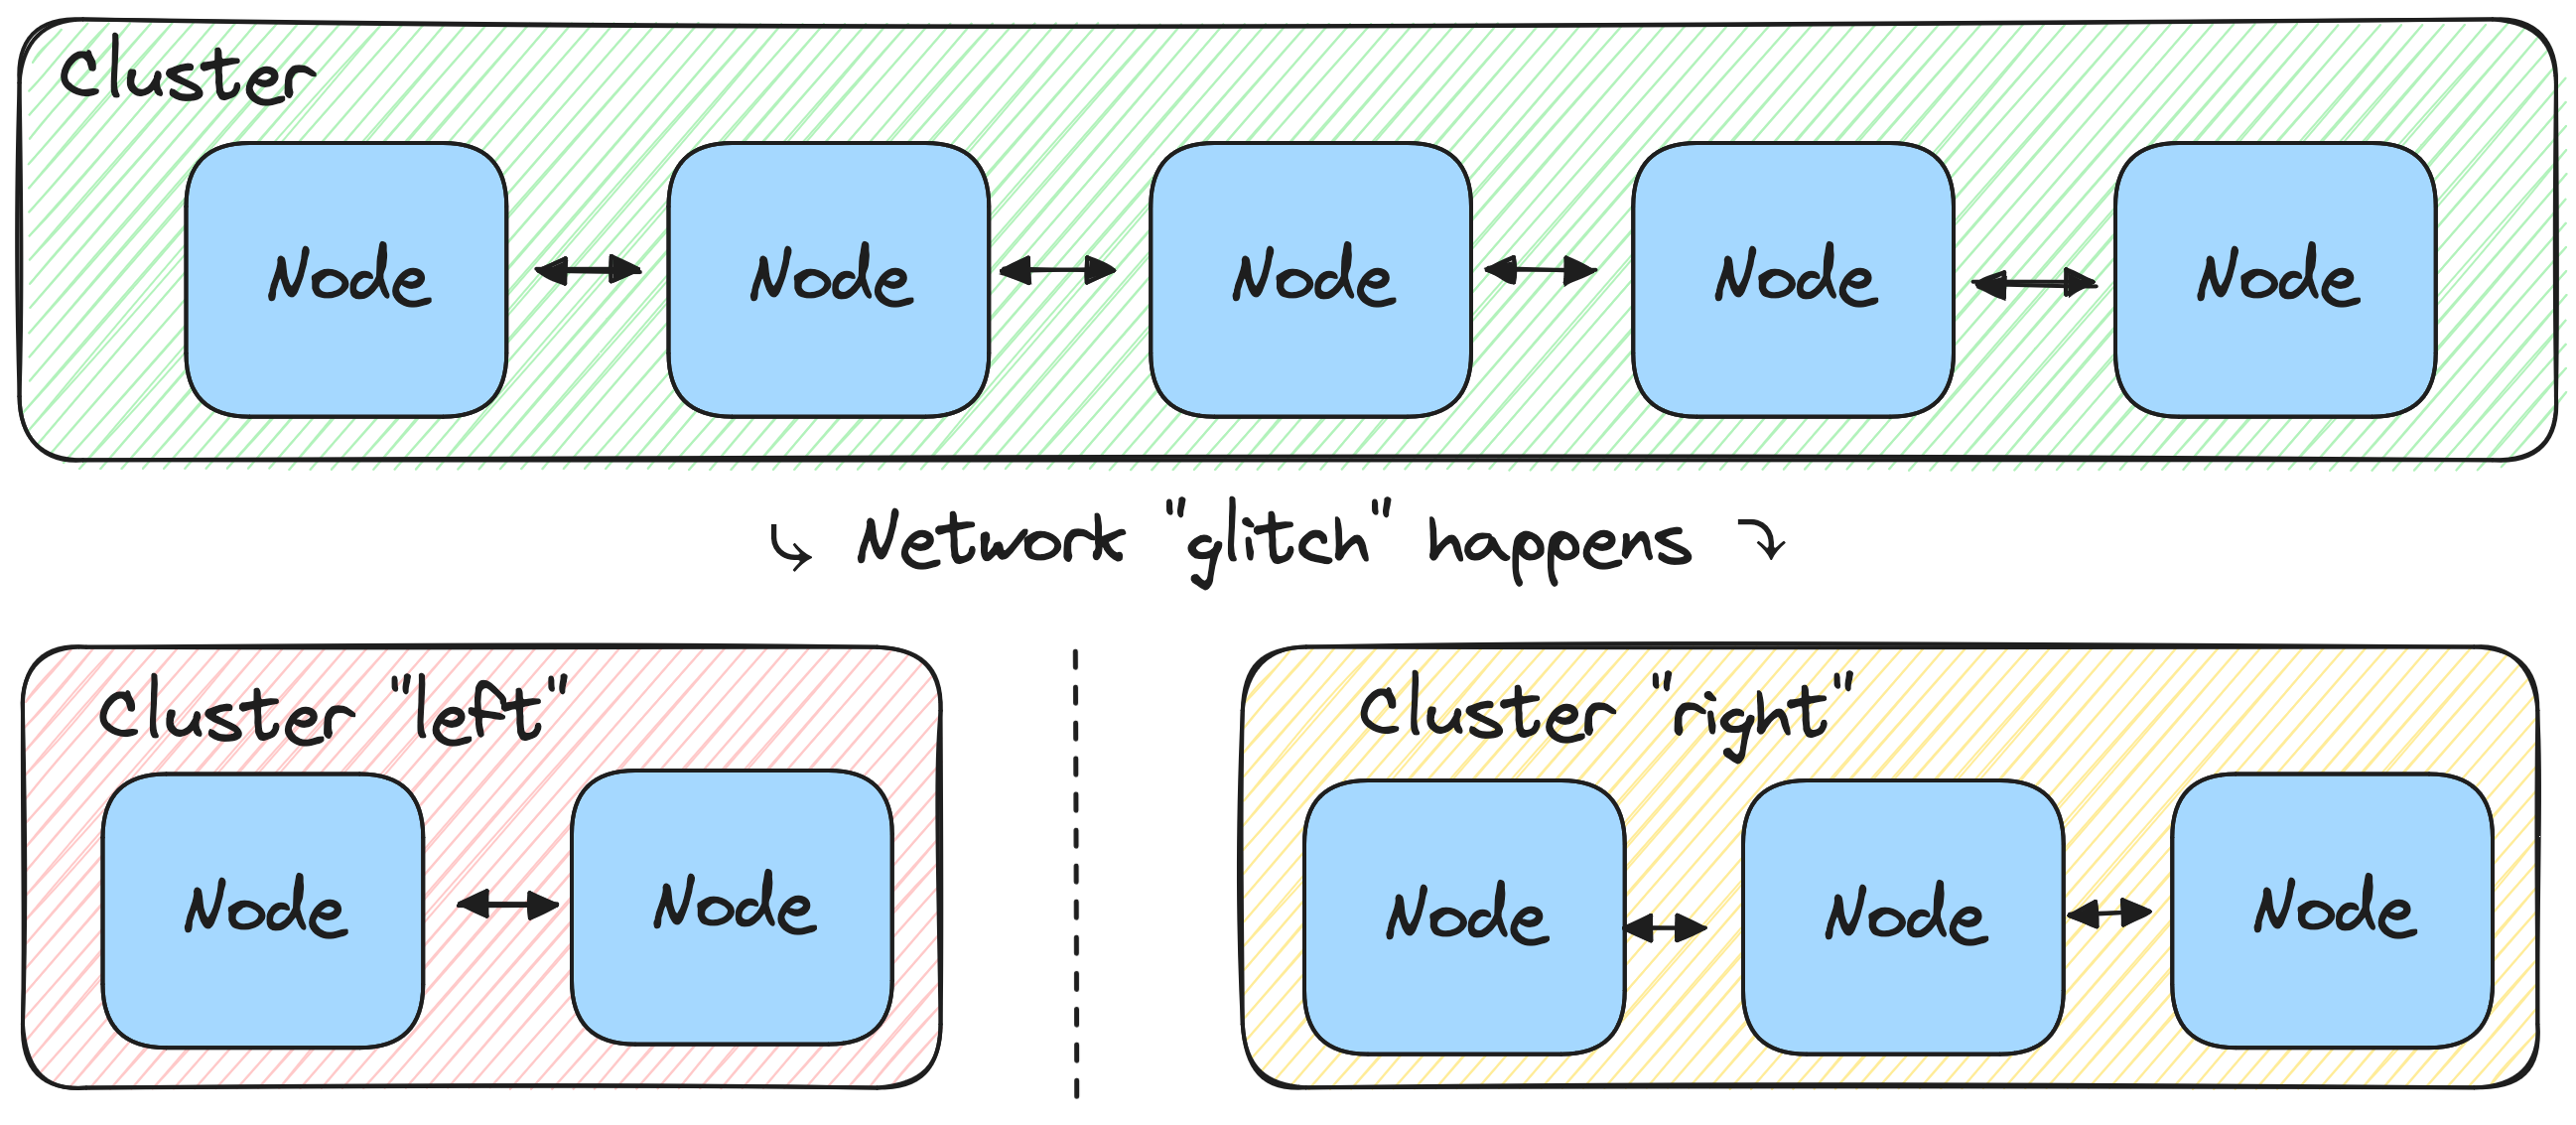 Cluster
Node Node Node Node Node
Network "glitch" happens
Cluster "left"
Node Node
Cluster "right"
Node Node Node